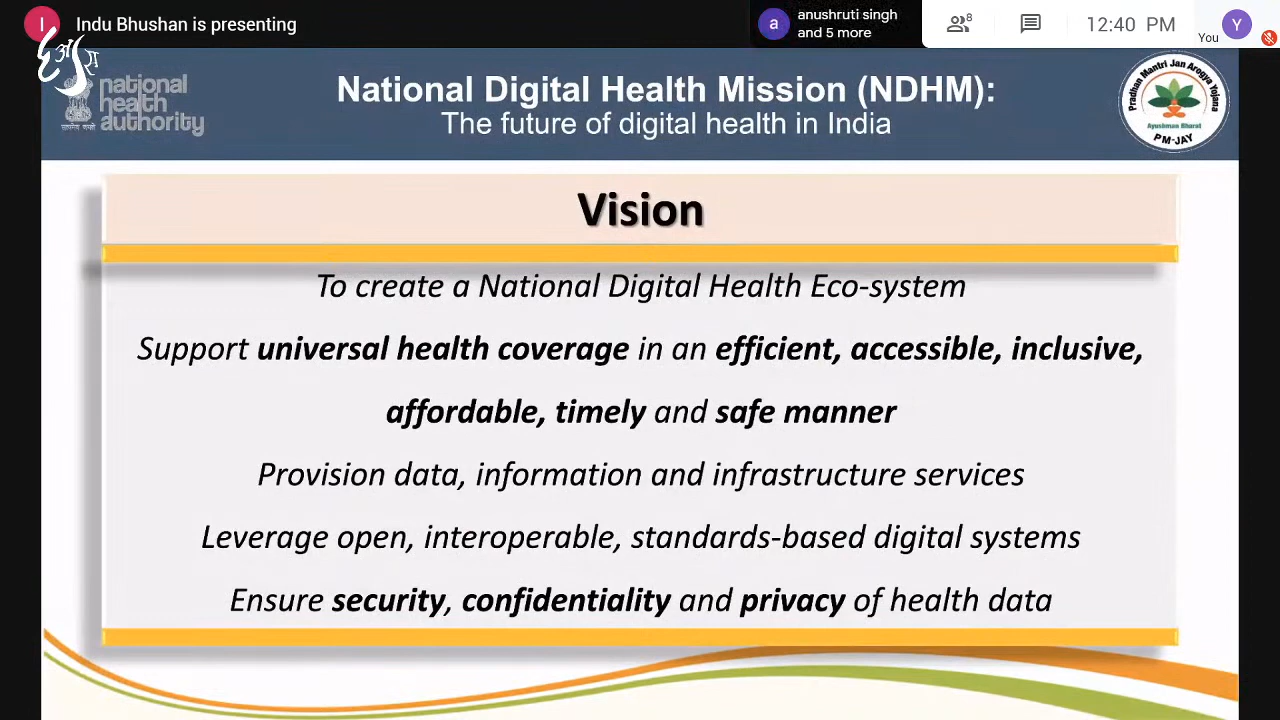 I
Indu Bhushan is presenting
a
anushruti singh
and 5 more
8
12:40 PM
You
Y
national
health
authority
National Digital Health Mission (NDHM):
The future of digital health in India
Pradhan Mantri Jan Arogya Yojana
Ayushman Bharat
PM-JAY
Vision
To create a National Digital Health Eco-system
Support universal health coverage in an efficient, accessible, inclusive,
affordable, timely and safe manner
Provision data, information and infrastructure services
Leverage open, interoperable, standards-based digital systems
Ensure security, confidentiality and privacy of health data